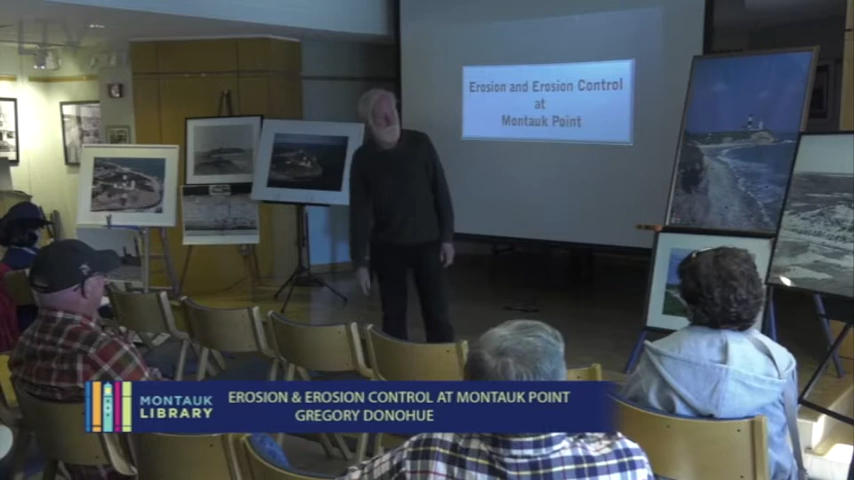 Erosion and Erosion Control
at
Montauk Point
MONTAUK
LIBRARY
EROSION & EROSION CONTROL AT MONTAUK POINT
GREGORY DONOHUE